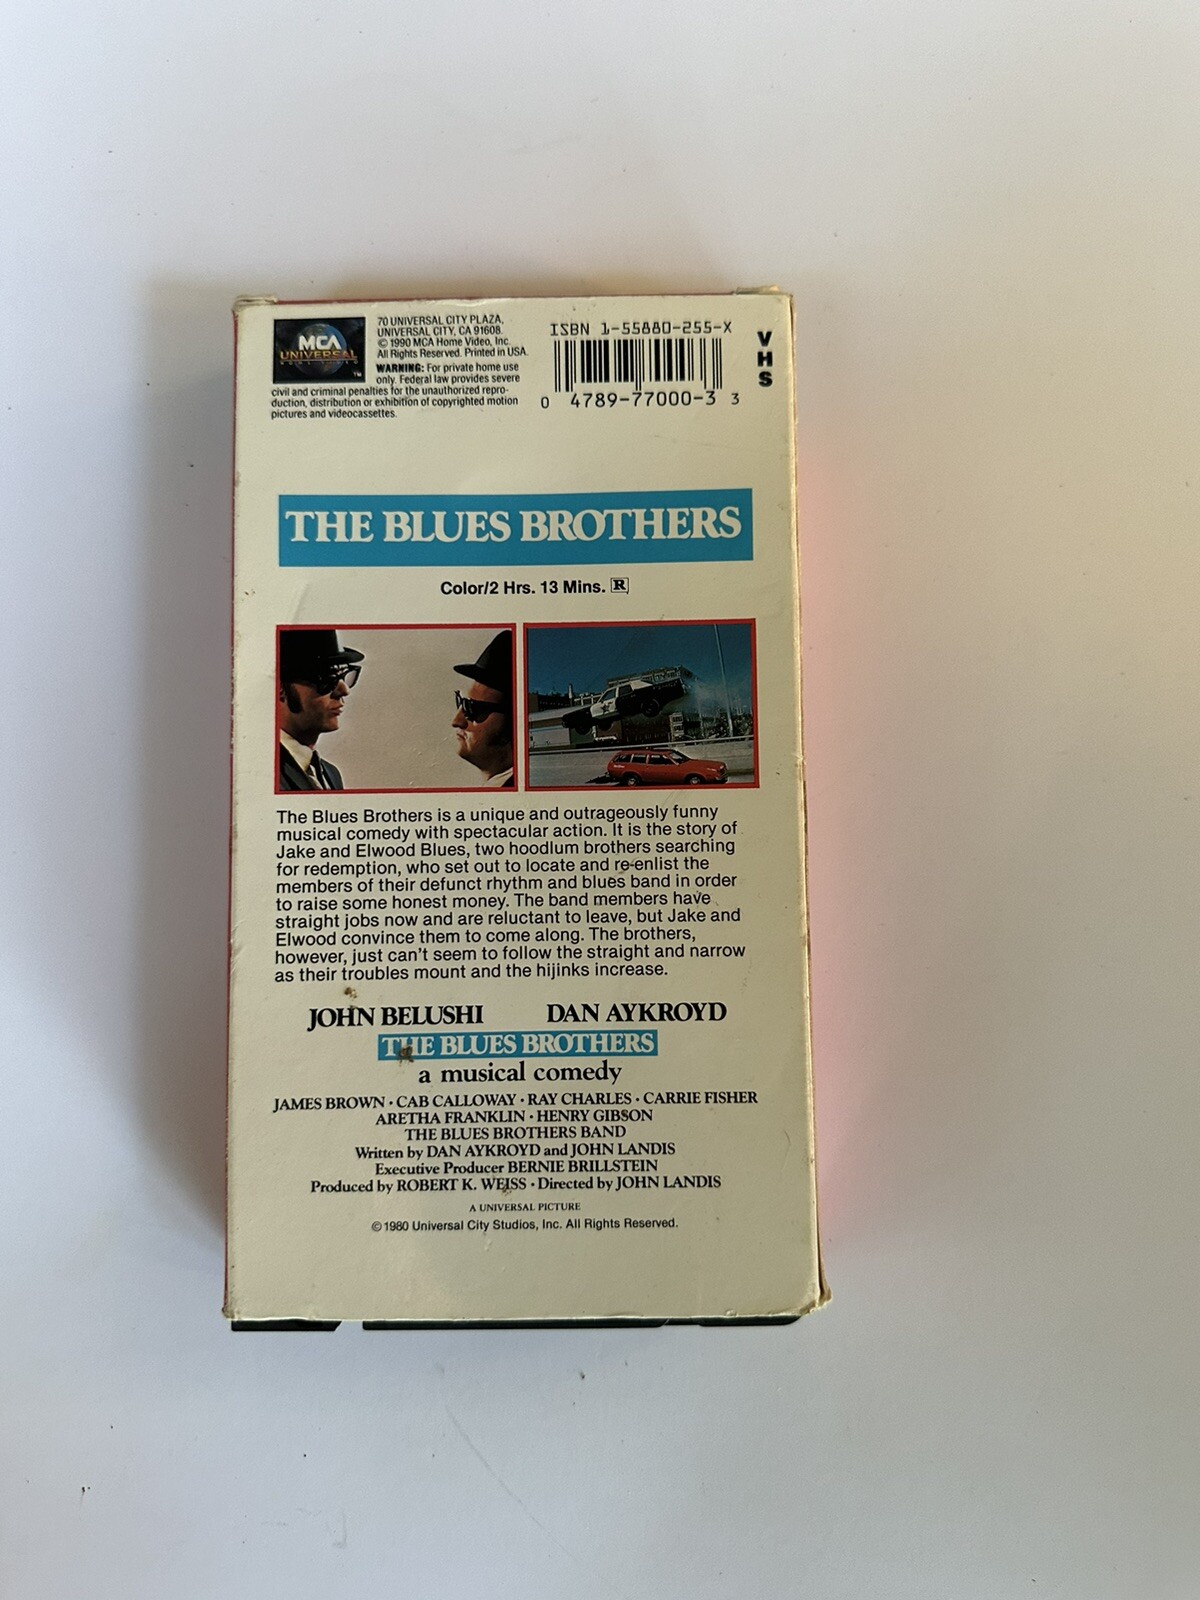 MCA
UNIVERSAL
HOME VIDEO
TM
70 UNIVERSAL CITY PLAZA,
UNIVERSAL CITY, CA 91608.
© 1990 MCA Home Video, Inc.
All Rights Reserved. Printed in USA.
WARNING: For private home use
only. Federal law provides severe
civil and criminal penalties for the unauthorized repro-
duction, distribution or exhibition of copyrighted motion
pictures and videocassettes.
ISBN 1-55880-255-X
0 4789-77000-3 3
VHS
THE BLUES BROTHERS
Color/2 Hrs. 13 Mins. R
The Blues Brothers is a unique and outrageously funny
musical comedy with spectacular action. It is the story of
Jake and Elwood Blues, two hoodlum brothers searching
for redemption, who set out to locate and re-enlist the
members of their defunct rhythm and blues band in order
to raise some honest money. The band members have
straight jobs now and are reluctant to leave, but Jake and
Elwood convince them to come along. The brothers,
however, just can't seem to follow the straight and narrow
as their troubles mount and the hijinks increase.
JOHN BELUSHI DAN AYKROYD
THE BLUES BROTHERS
a musical comedy
JAMES BROWN • CAB CALLOWAY • RAY CHARLES • CARRIE FISHER
ARETHA FRANKLIN • HENRY GIBSON
THE BLUES BROTHERS BAND
Written by DAN AYKROYD and JOHN LANDIS
Executive Producer BERNIE BRILLSTEIN
Produced by ROBERT K. WEISS • Directed by JOHN LANDIS
A UNIVERSAL PICTURE
© 1980 Universal City Studios, Inc. All Rights Reserved.